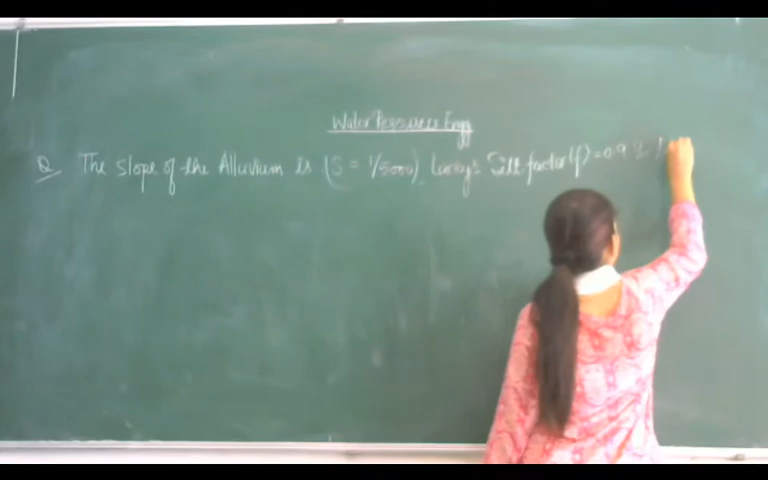 Water Resources Engg
Q The slope of the Alluvium is (S = 1/5000). Lacey's Silt factor (f) = 0.9 &